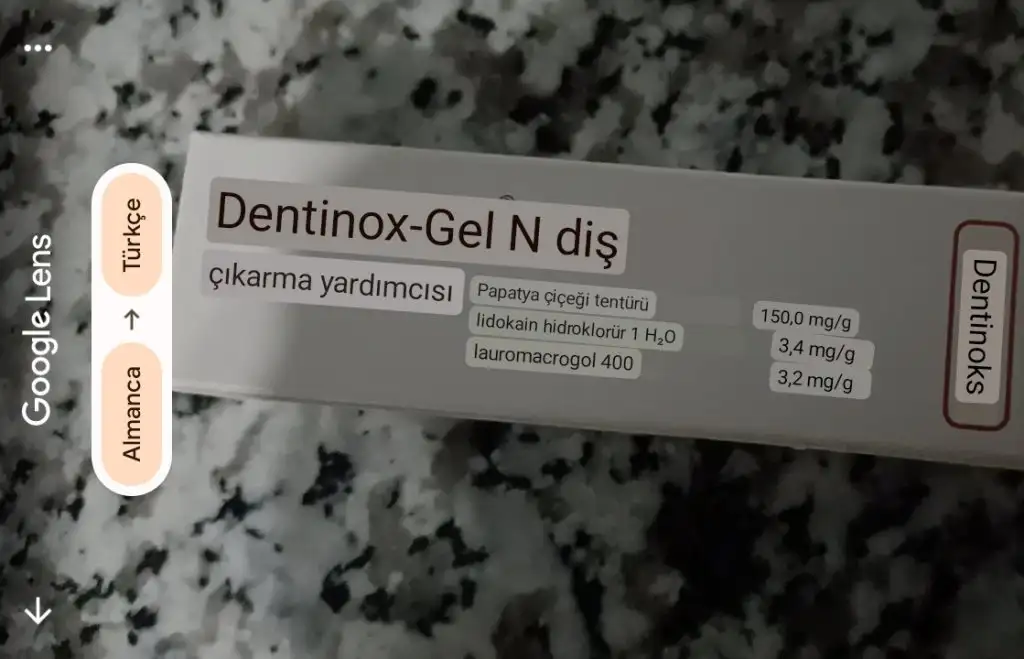 Google Lens
Almanca → Türkçe
Dentinox-Gel N diş
çıkarma yardımcısı
Papatya çiçeği tentürü 150,0 mg/g
lidokain hidroklorür 1 H₂O 3,4 mg/g
lauromacrogol 400 3,2 mg/g
Dentinoks